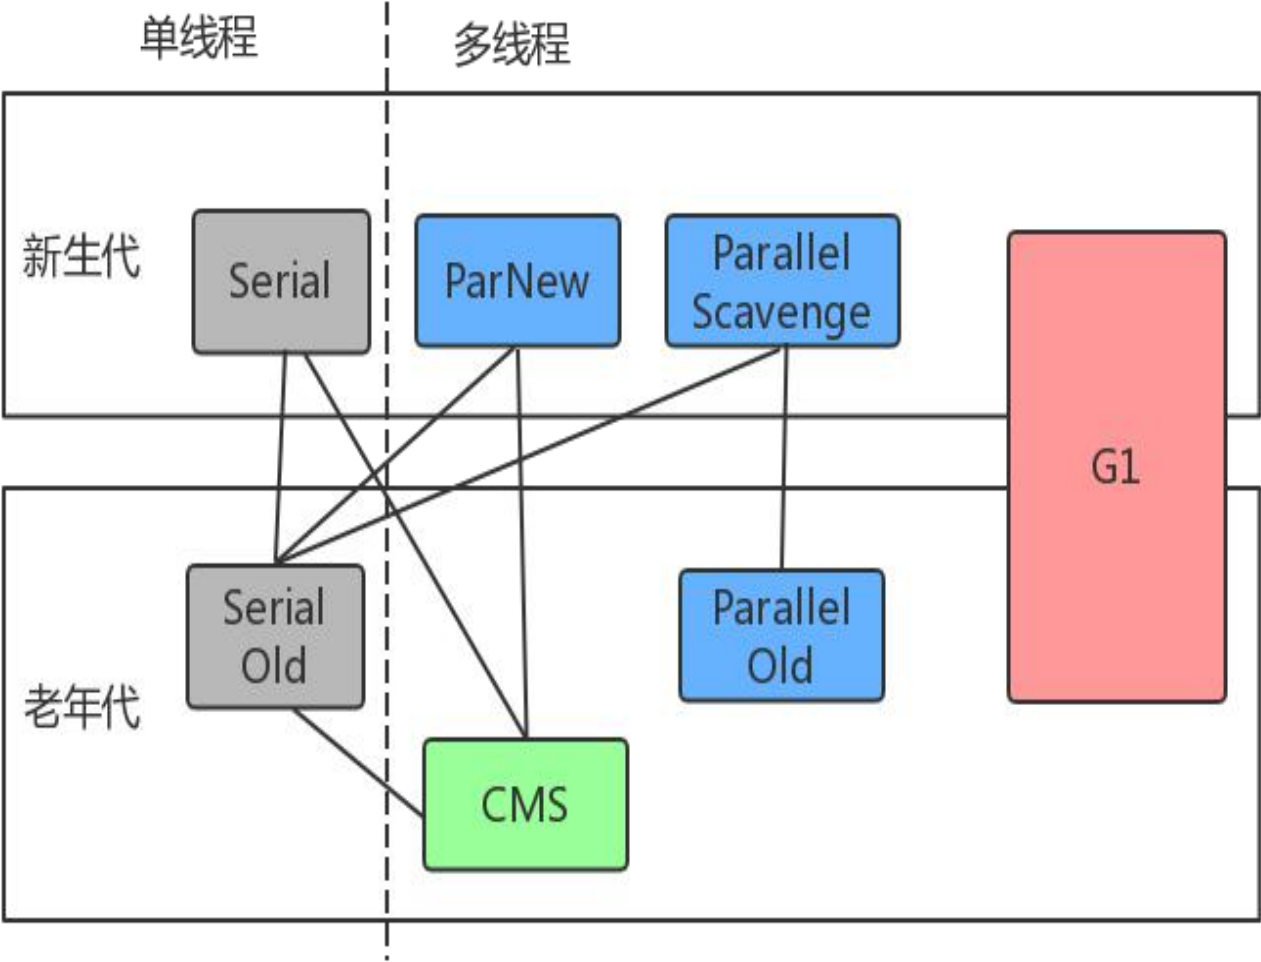 单线程
多线程
新生代
Serial
ParNew
Parallel
Scavenge
G1
老年代
Serial
Old
Parallel
Old
CMS